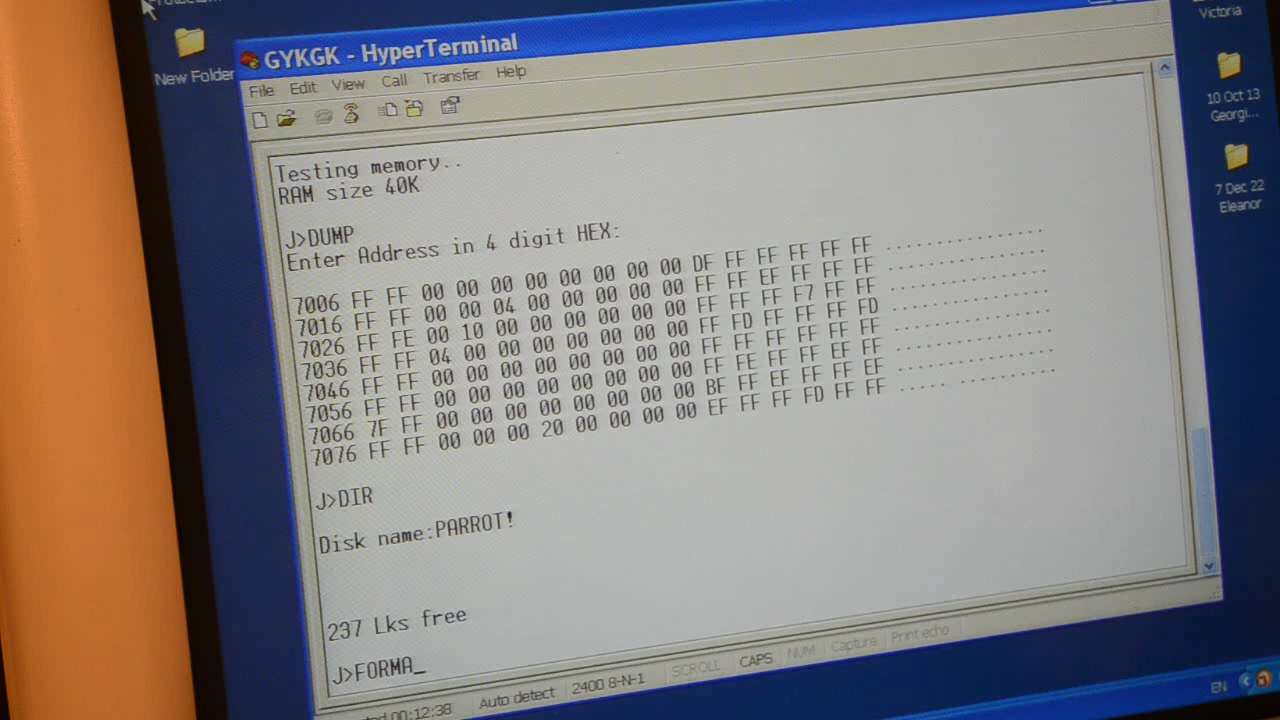 New Folder
Victoria
10 Oct 13
Georgi...
7 Dec 22
Eleanor
GYKGK - HyperTerminal
File Edit View Call Transfer Help
Testing memory..
RAM size 40K
J>DUMP
Enter Address in 4 digit HEX:
7006 FF FF 00 00 00 00 00 00 00 00 DF FF FF FF FF FF ................
7016 FF FF 00 00 04 00 00 00 00 00 FF FF EF FF FF FF ................
7026 FF FE 00 10 00 00 00 00 00 00 FF FF FF F7 FF FF ................
7036 FF FF 04 00 00 00 00 00 00 00 FF FD FF FF FF FD ................
7046 FF FF 00 00 00 00 00 00 00 00 FF FF FF FF FF FF ................
7056 FF FF 00 00 00 00 00 00 00 00 FF FE FF FF EF FF ................
7066 7F FF 00 00 00 00 00 00 00 00 BF FF EF FF FF EF ................
7076 FF FF 00 00 00 20 00 00 00 00 EF FF FF FD FF FF ..... ..........
J>DIR
Disk name:PARROT!
237 Lks free
J>FORMA_
00:12:38 Auto detect 2400 8-N-1 SCROLL CAPS NUM Capture Print echo
EN